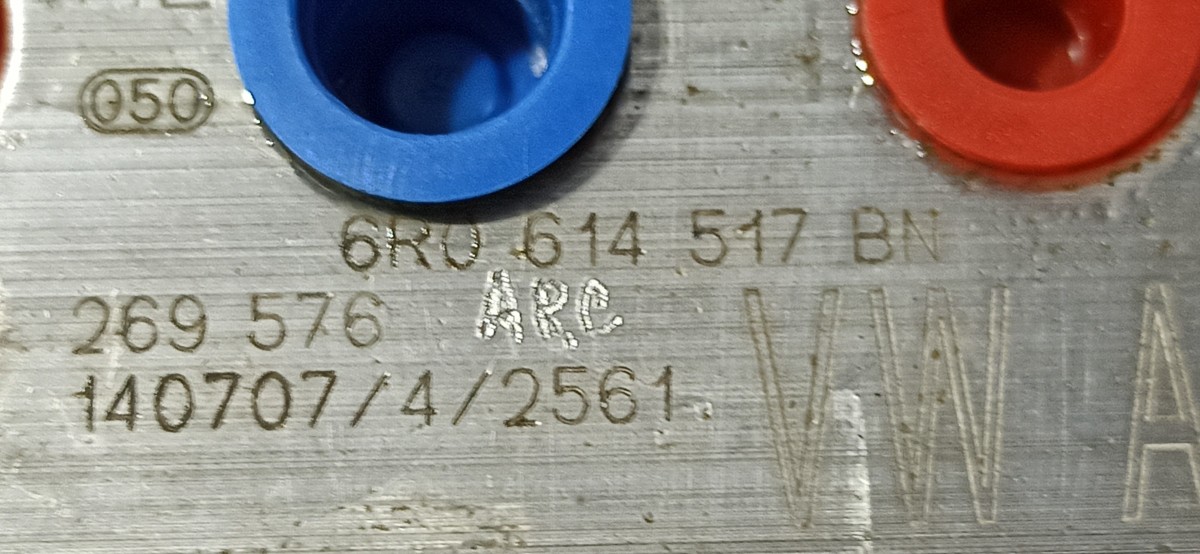 050
6R0 614 517 BN
ARC
269 576
140707/4/2561.
VW A